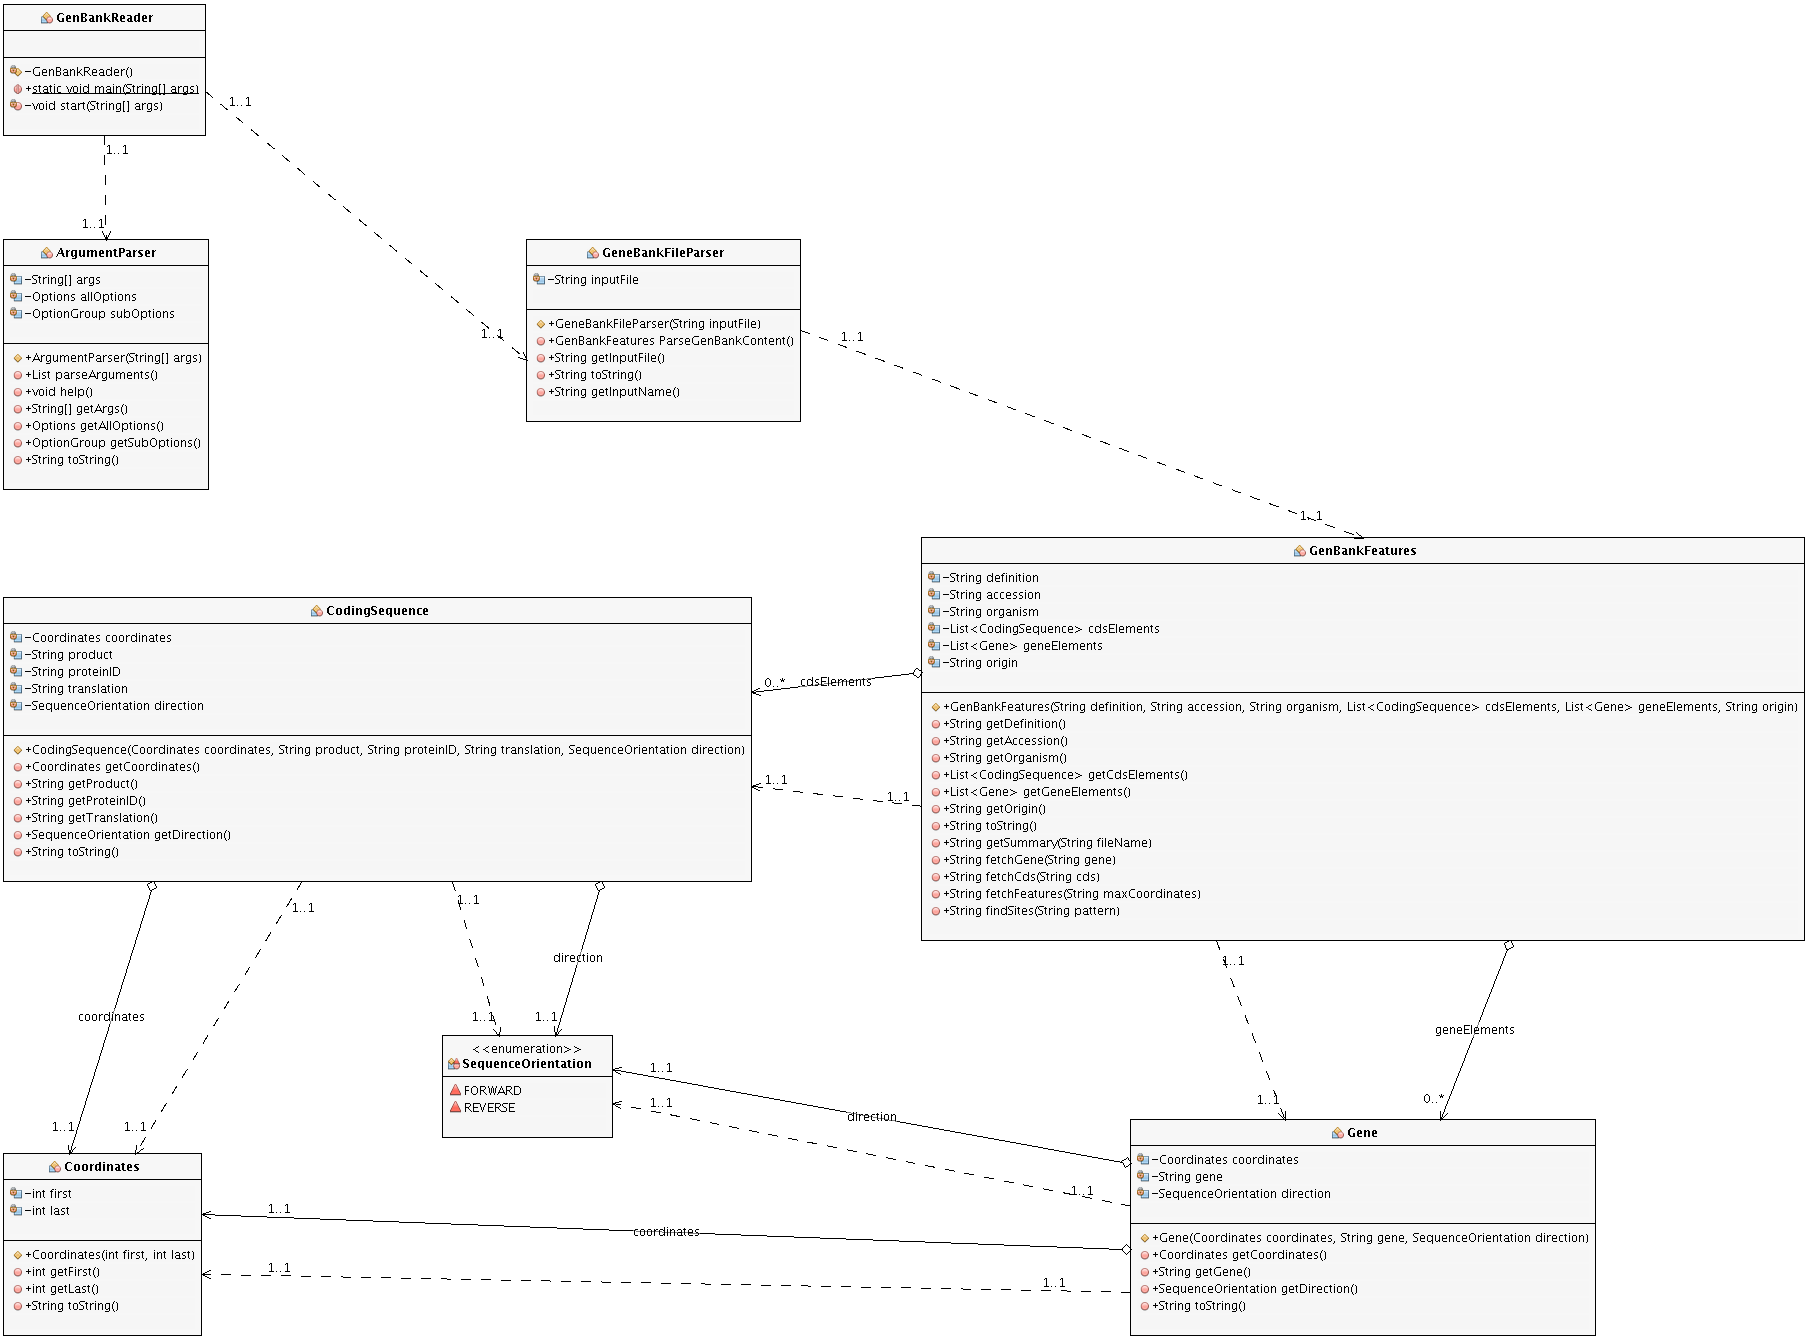 GenBankReader
-GenBankReader()
+static void main(String[] args)
-void start(String[] args)
1..1
1..1
1..1
1..1
ArgumentParser
-String[] args
-Options allOptions
-OptionGroup subOptions
+ArgumentParser(String[] args)
+List parseArguments()
+void help()
+String[] getArgs()
+Options getAllOptions()
+OptionGroup getSubOptions()
+String toString()
GeneBankFileParser
-String inputFile
+GeneBankFileParser(String inputFile)
+GenBankFeatures ParseGenBankContent()
+String getInputFile()
+String toString()
+String getInputName()
1..1
1..1
GenBankFeatures
-String definition
-String accession
-String organism
-List<CodingSequence> cdsElements
-List<Gene> geneElements
-String origin
+GenBankFeatures(String definition, String accession, String organism, List<CodingSequence> cdsElements, List<Gene> geneElements, String origin)
+String getDefinition()
+String getAccession()
+String getOrganism()
+List<CodingSequence> getCdsElements()
+List<Gene> getGeneElements()
+String getOrigin()
+String toString()
+String getSummary(String fileName)
+String fetchGene(String gene)
+String fetchCds(String cds)
+String fetchFeatures(String maxCoordinates)
+String findSites(String pattern)
CodingSequence
-Coordinates coordinates
-String product
-String proteinID
-String translation
-SequenceOrientation direction
+CodingSequence(Coordinates coordinates, String product, String proteinID, String translation, SequenceOrientation direction)
+Coordinates getCoordinates()
+String getProduct()
+String getProteinID()
+String getTranslation()
+SequenceOrientation getDirection()
+String toString()
0..* cdsElements
1..1
1..1
1..1
1..1
direction
coordinates
1..1
1..1
1..1
1..1
<<enumeration>>
SequenceOrientation
FORWARD
REVERSE
1..1
1..1
direction
1..1
1..1
geneElements
1..1
0..*
Coordinates
-int first
-int last
+Coordinates(int first, int last)
+int getFirst()
+int getLast()
+String toString()
1..1
coordinates
1..1
1..1
Gene
-Coordinates coordinates
-String gene
-SequenceOrientation direction
+Gene(Coordinates coordinates, String gene, SequenceOrientation direction)
+Coordinates getCoordinates()
+String getGene()
+SequenceOrientation getDirection()
+String toString()